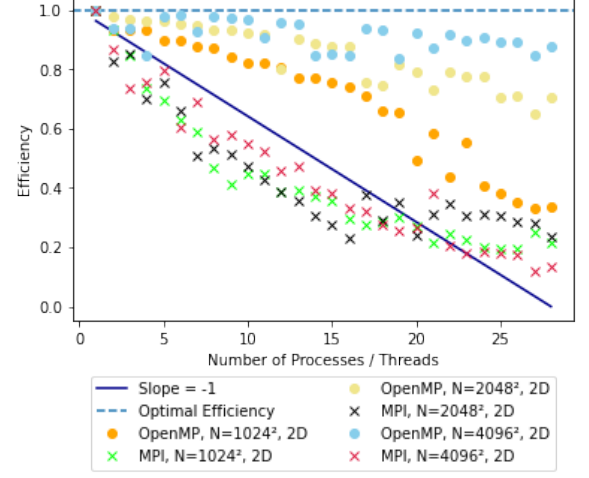 1.0
0.8
0.6
0.4
0.2
0.0
Efficiency
0 5 10 15 20 25
Number of Processes / Threads
Slope = -1
Optimal Efficiency
OpenMP, N=1024², 2D
MPI, N=1024², 2D
OpenMP, N=2048², 2D
MPI, N=2048², 2D
OpenMP, N=4096², 2D
MPI, N=4096², 2D